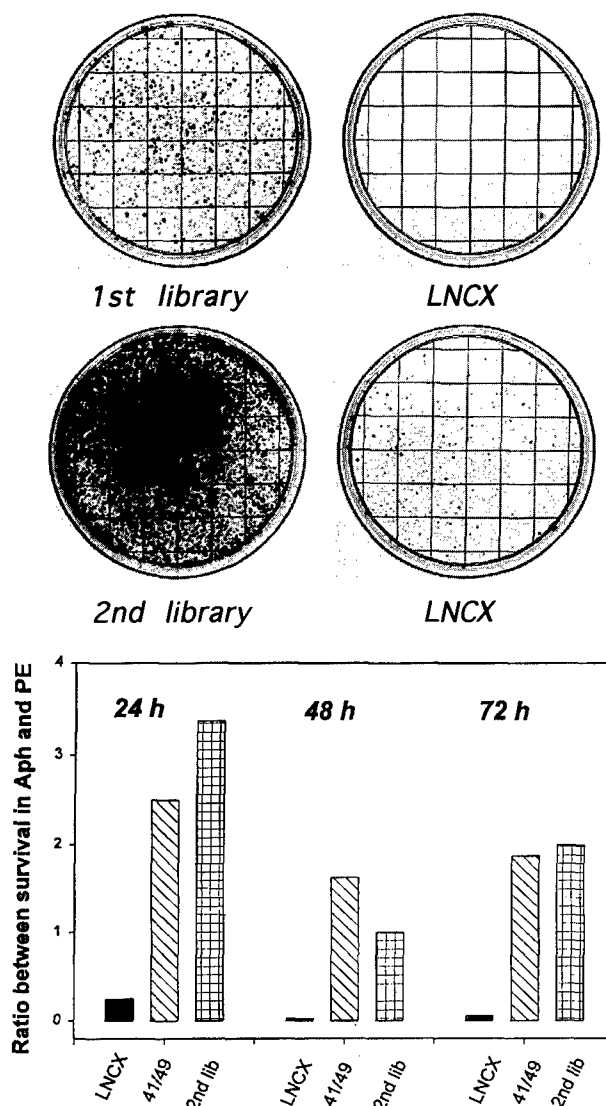 1st library
LNCX
2nd library
LNCX
Ratio between survival in Aph and PE
4
3
2
1
0
24 h
48 h
72 h
LNCX
41/49
2nd lib
LNCX
41/49
2nd lib
LNCX
41/49
2nd lib